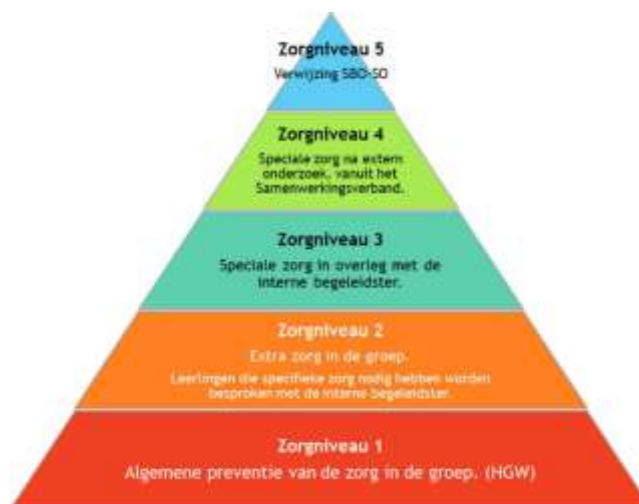 Zorgniveau 5
Verwijzing SBO-SO
Zorgniveau 4
Speciale zorg na extern
onderzoek, vanuit het
Samenwerkingsverband.
Zorgniveau 3
Speciale zorg in overleg met de
interne begeleidster.
Zorgniveau 2
Extra zorg in de groep.
Leerlingen die specifieke zorg nodig hebben worden
besproken met de interne begeleidster.
Zorgniveau 1
Algemene preventie van de zorg in de groep. (HGW)